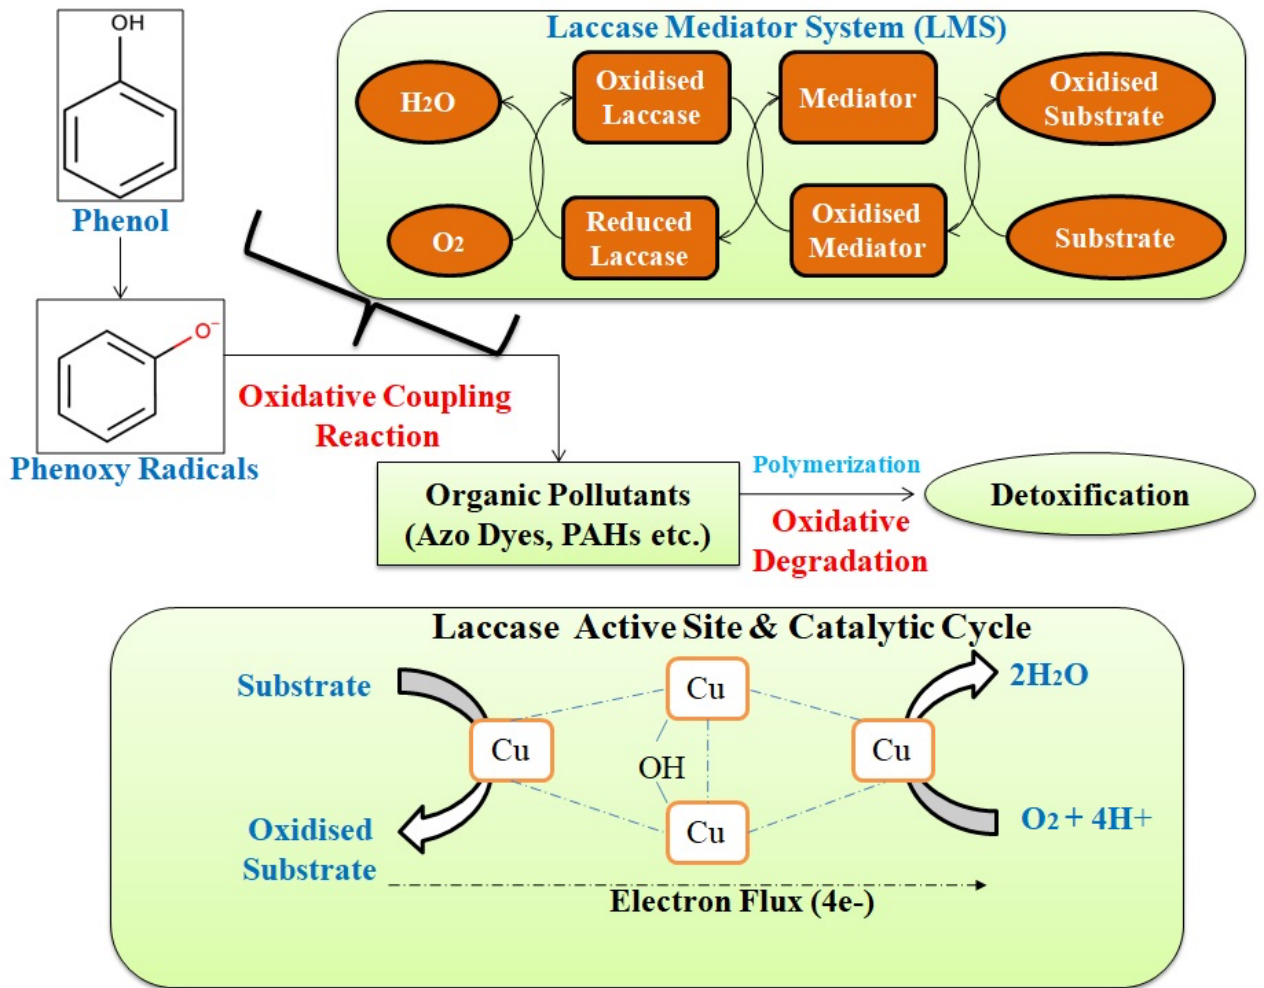 OH
Phenol
O⁻
Phenoxy Radicals
Laccase Mediator System (LMS)
H2O
Oxidised
Laccase
Mediator
Oxidised
Substrate
O2
Reduced
Laccase
Oxidised
Mediator
Substrate
Oxidative Coupling
Reaction
Organic Pollutants
(Azo Dyes, PAHs etc.)
Polymerization
Oxidative
Degradation
Detoxification
Laccase Active Site & Catalytic Cycle
Substrate
Cu
2H2O
Cu
Cu
OH
Cu
Oxidised
Substrate
O2 + 4H+
Electron Flux (4e-)